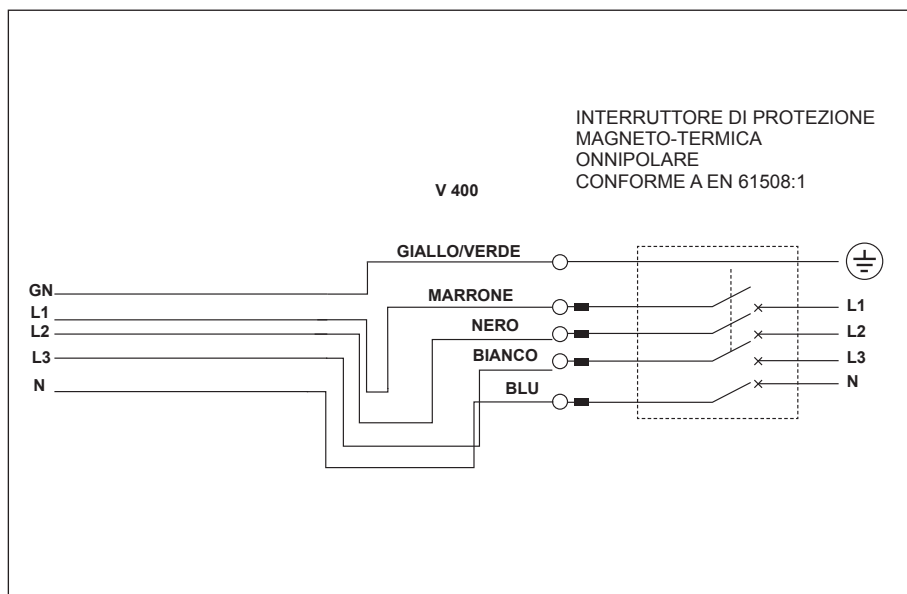 INTERRUTTORE DI PROTEZIONE
MAGNETO-TERMICA
ONNIPOLARE
CONFORME A EN 61508:1
V 400
GIALLO/VERDE
GN
MARRONE
L1
L1
NERO
L2
L2
BIANCO
L3
L3
BLU
N
N